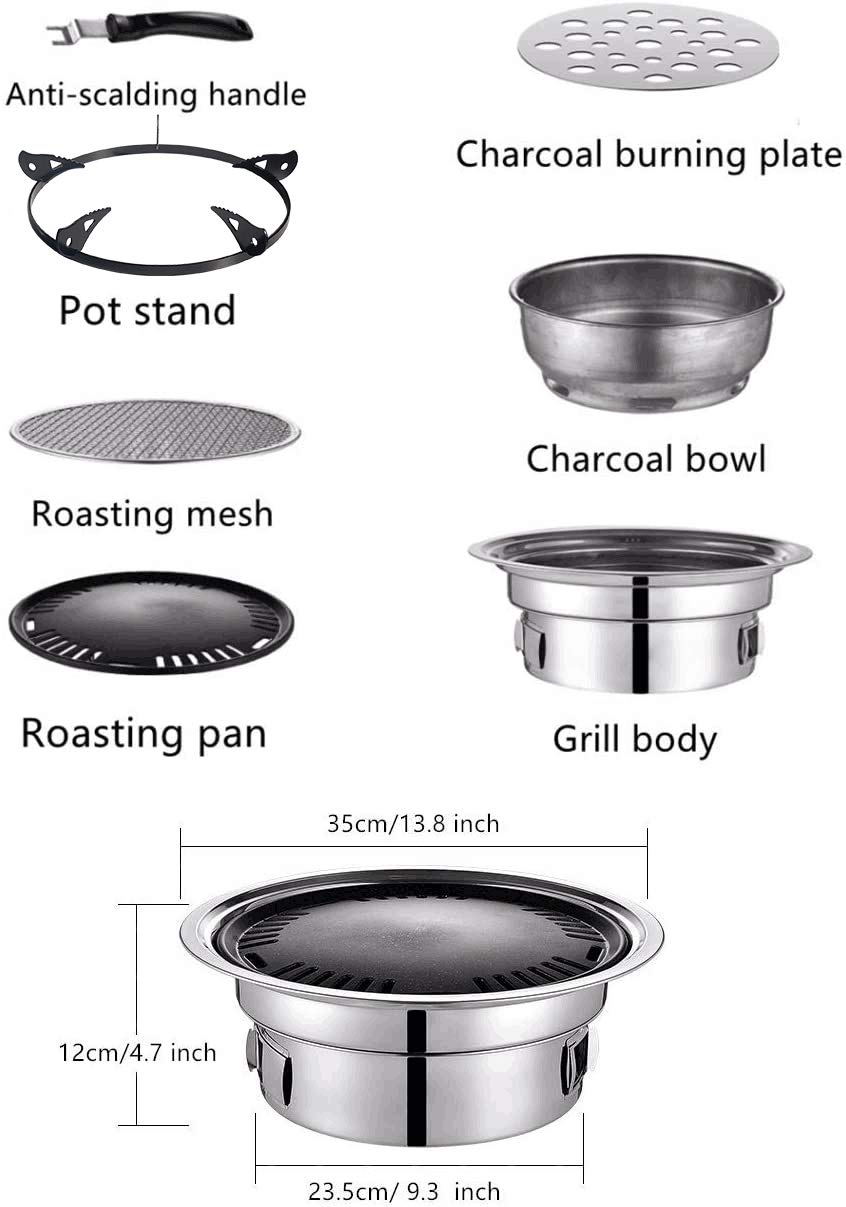 Anti-scalding handle
Charcoal burning plate
Pot stand
Charcoal bowl
Roasting mesh
Grill body
Roasting pan
35cm/13.8 inch
12cm/4.7 inch
23.5cm/ 9.3 inch